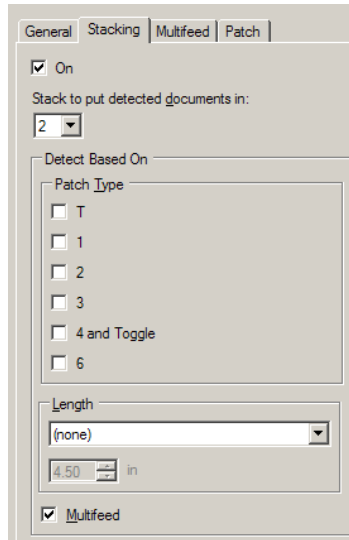 General Stacking Multifeed Patch
On
Stack to put detected documents in:
2
Detect Based On
Patch Type
T
1
2
3
4 and Toggle
6
Length
(none)
4.50 in
Multifeed